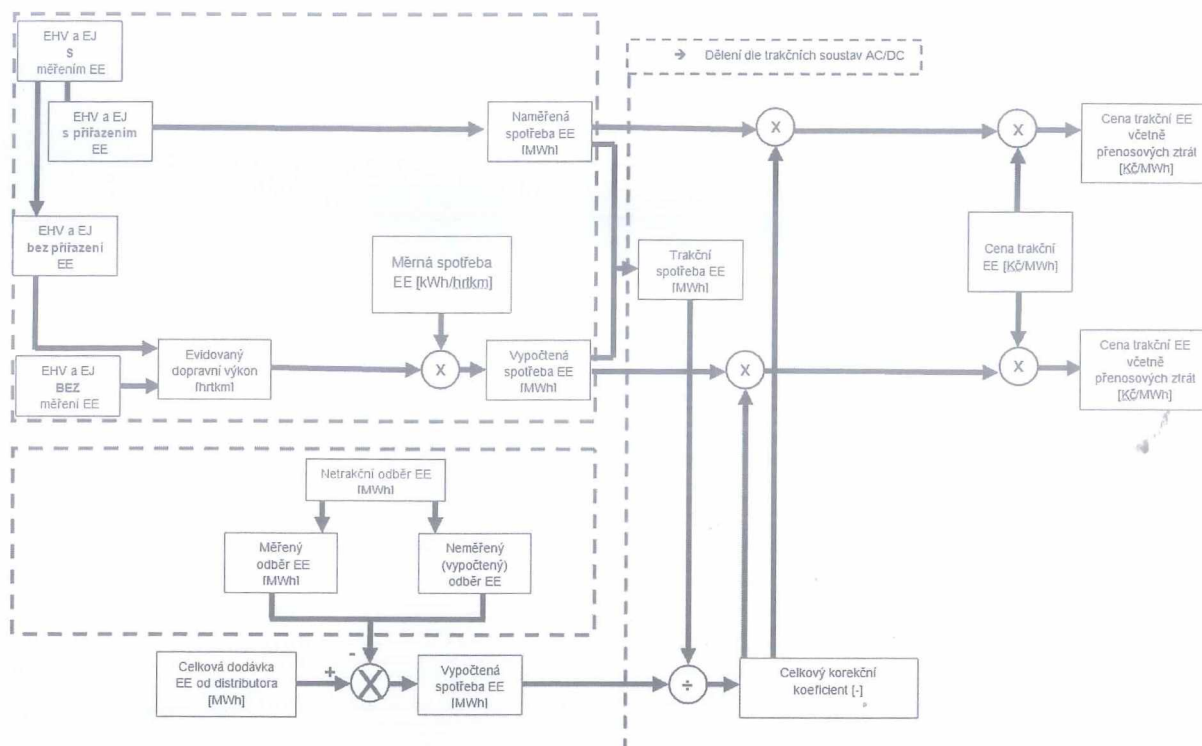 EHV a EJ
S
měřením EE
→ Dělení dle trakčních soustav AC/DC
EHV a EJ
s přiřazením
EE
Naměřená
spotřeba EE
[MWh]
X
X
Cena trakční EE
včetně
přenosových ztrát
[Kč/MWh]
EHV a EJ
bez přiřazení
EE
Měrná spotřeba
EE [kWh/hrtkm]
Trakční
spotřeba EE
[MWh]
Cena trakční
EE [Kč/MWh]
EHV a EJ
BEZ
měření EE
Evidovaný
dopravní výkon
[hrtkm]
X
Vypočtená
spotřeba EE
[MWh]
X
X
Cena trakční EE
včetně
přenosových ztrát
[Kč/MWh]
Netrakční odběr EE
[MWh]
Měřený
odběr EE
[MWh]
Neměřený
(vypočtený)
odběr EE
Celková dodávka
EE od distributora
[MWh]
+
-
X
Vypočtená
spotřeba EE
[MWh]
÷
Celkový korekční
koeficient [-]